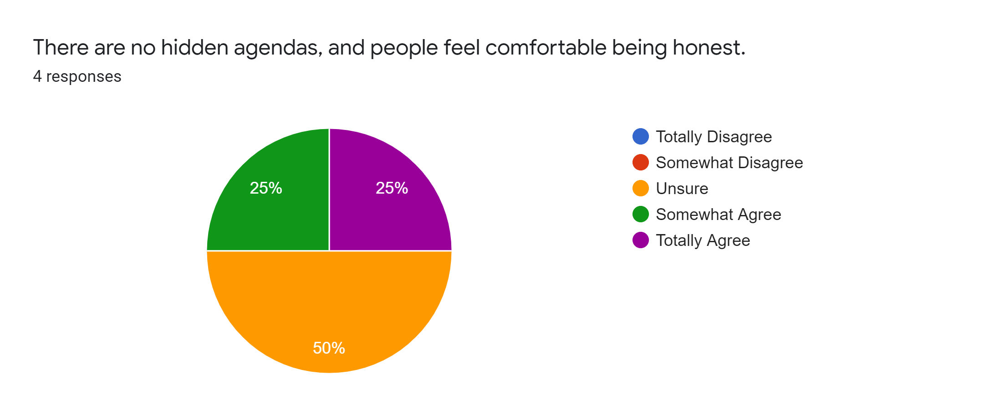 There are no hidden agendas, and people feel comfortable being honest.
4 responses
25%
25%
50%
Totally Disagree
Somewhat Disagree
Unsure
Somewhat Agree
Totally Agree